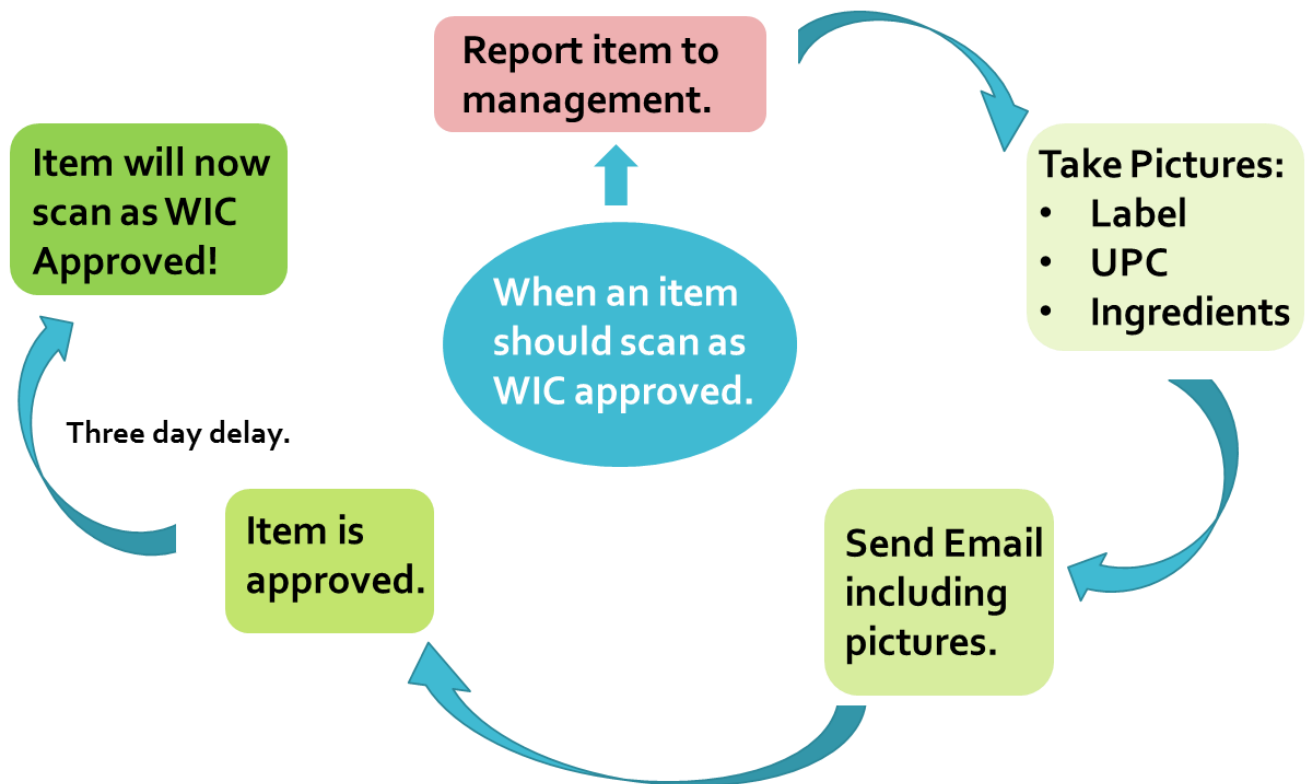 When an item
should scan as
WIC approved.
Report item to
management.
Take Pictures:
• Label
• UPC
• Ingredients
Send Email
including
pictures.
Item is
approved.
Three day delay.
Item will now
scan as WIC
Approved!